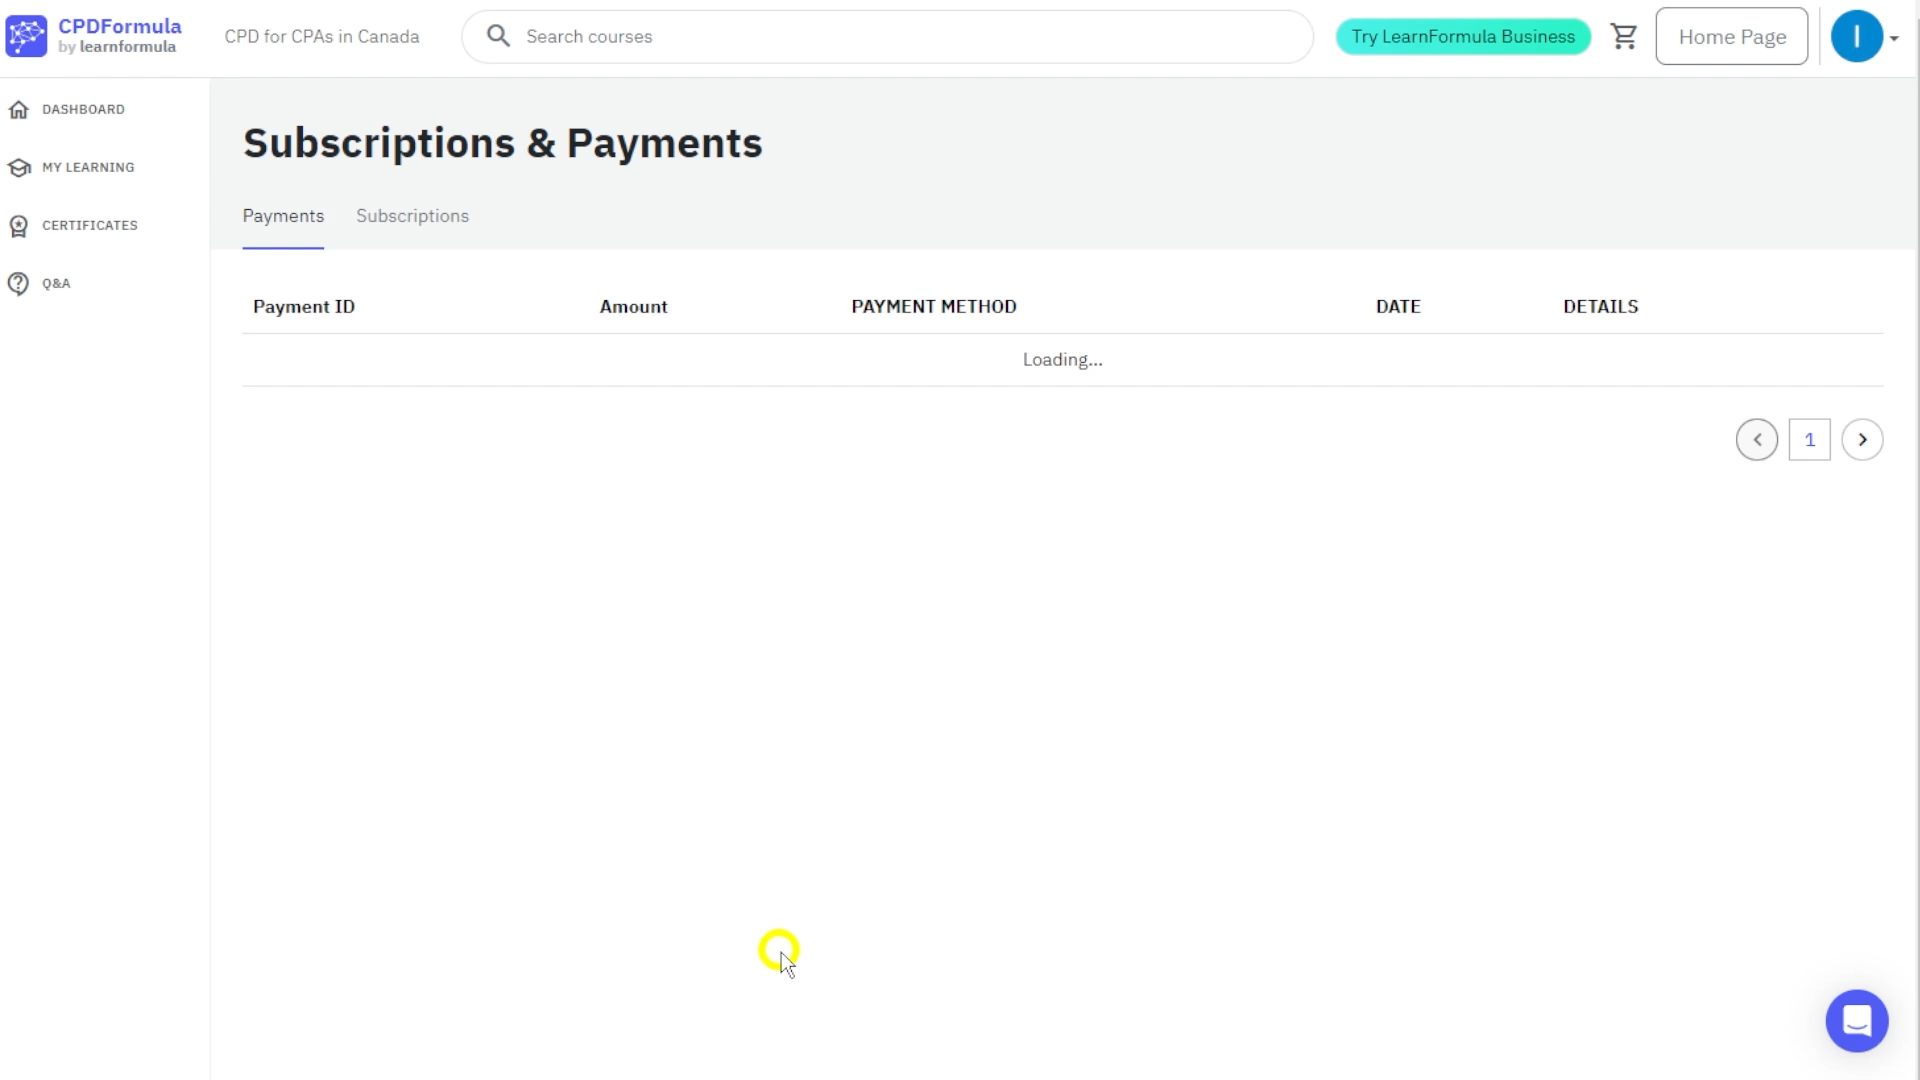 CPDFormula
by learnformula
CPD for CPAs in Canada
Search courses
Try LearnFormula Business
Home Page
I
DASHBOARD
MY LEARNING
CERTIFICATES
Q&A
Subscriptions & Payments
Payments Subscriptions
Payment ID Amount PAYMENT METHOD DATE DETAILS
Loading...
1